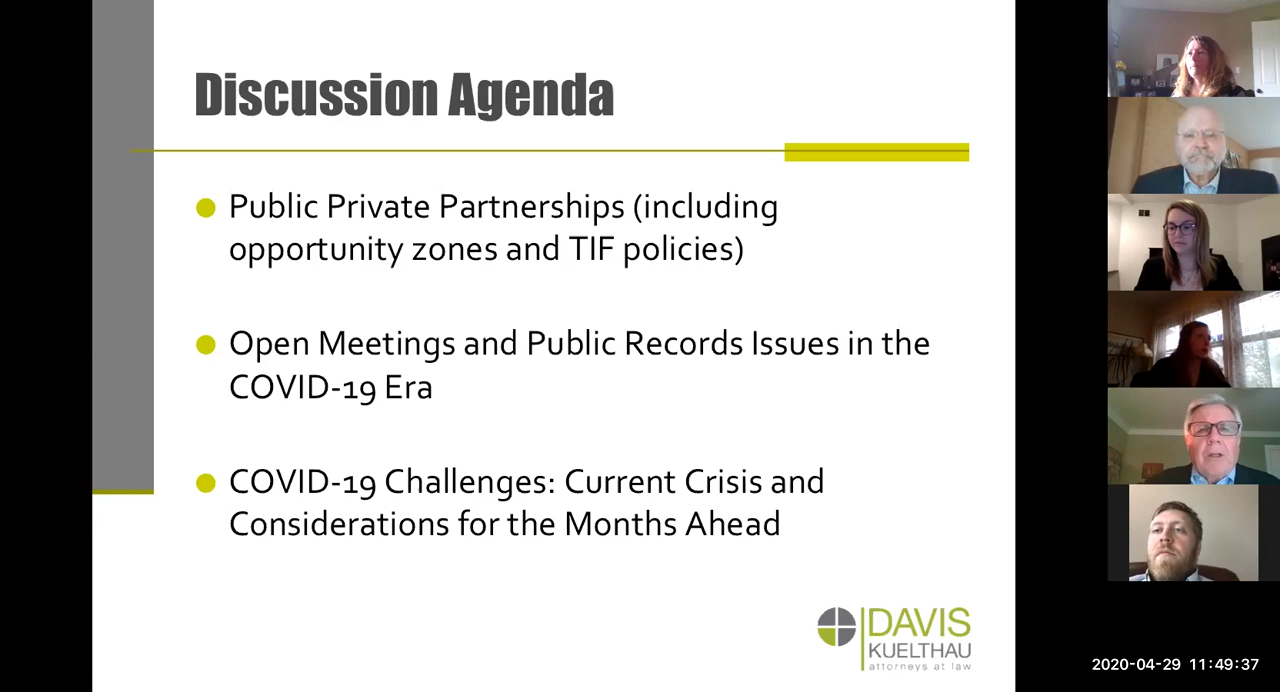 Discussion Agenda
Public Private Partnerships (including
opportunity zones and TIF policies)
Open Meetings and Public Records Issues in the
COVID-19 Era
COVID-19 Challenges: Current Crisis and
Considerations for the Months Ahead
DAVIS
KUELTHAU
attorneys at law
2020-04-29 11:49:37